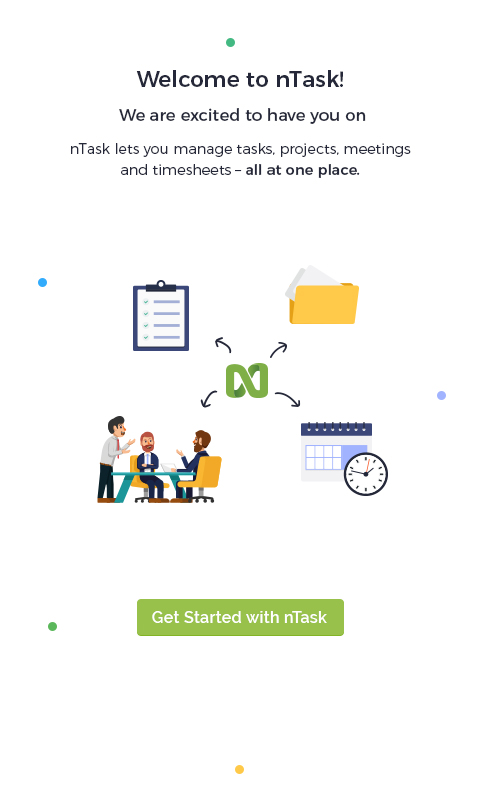 Welcome to nTask!
We are excited to have you on
nTask lets you manage tasks, projects, meetings
and timesheets – all at one place.
Get Started with nTask